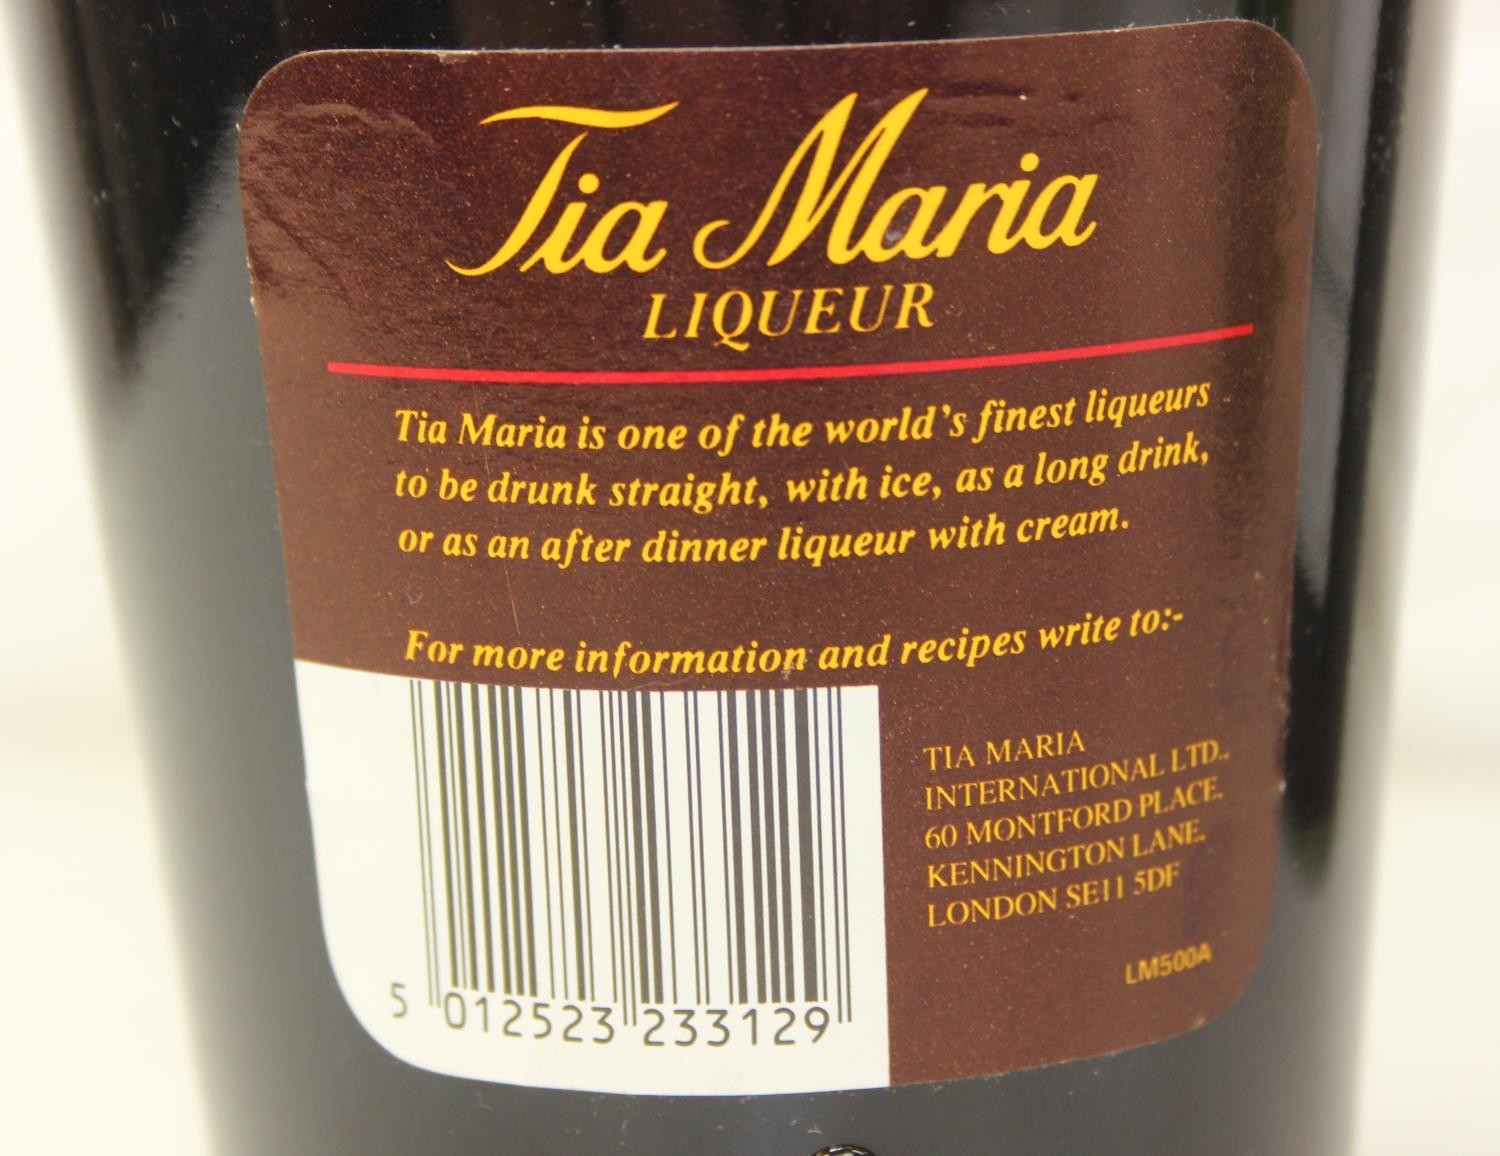 Tia Maria
LIQUEUR
Tia Maria is one of the world's finest liqueurs
to be drunk straight, with ice, as a long drink,
or as an after dinner liqueur with cream.
For more information and recipes write to:-
TIA MARIA
INTERNATIONAL LTD.,
60 MONTFORD PLACE,
KENNINGTON LANE,
LONDON SE11 5DF
LM500A
5 012523 233129